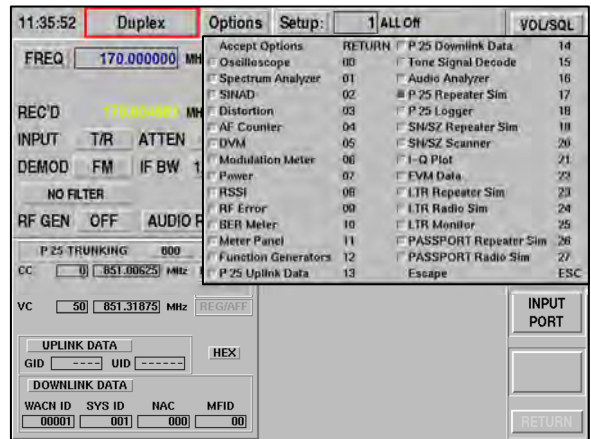 11:35:52 Duplex Options Setup: 1 ALL Off VOL/SQL
FREQ 170.000000 MH
REC'D MH
INPUT T/R ATTEN
DEMOD FM IF BW 1
NO FILTER
RF GEN OFF AUDIO P
Accept Options RETURN P 25 Downlink Data 14
Oscilloscope 00 Tone Signal Decode 15
Spectrum Analyzer 01 Audio Analyzer 16
SINAD 02 P 25 Repeater Sim 17
Distortion 03 P 25 Logger 18
AF Counter 04 SN/SZ Repeater Sim 19
DVM 05 SN/SZ Scanner 20
Modulation Meter 06 I-Q Plot 21
Power 07 EVM Data 22
RSSI 08 LTR Repeater Sim 23
RF Error 09 LTR Radio Sim 24
BER Meter 10 LTR Monitor 25
Meter Panel 11 PASSPORT Repeater Sim 26
Function Generators 12 PASSPORT Radio Sim 27
P 25 Uplink Data 13 Escape ESC
P 25 TRUNKING 800
CC 0 851.00625 MHz
VC 50 851.31875 MHz REG/AFF
UPLINK DATA
GID ---- UID ------ HEX
DOWNLINK DATA
WACN ID SYS ID NAC MFID
00001 001 000 00
INPUT PORT
RETURN